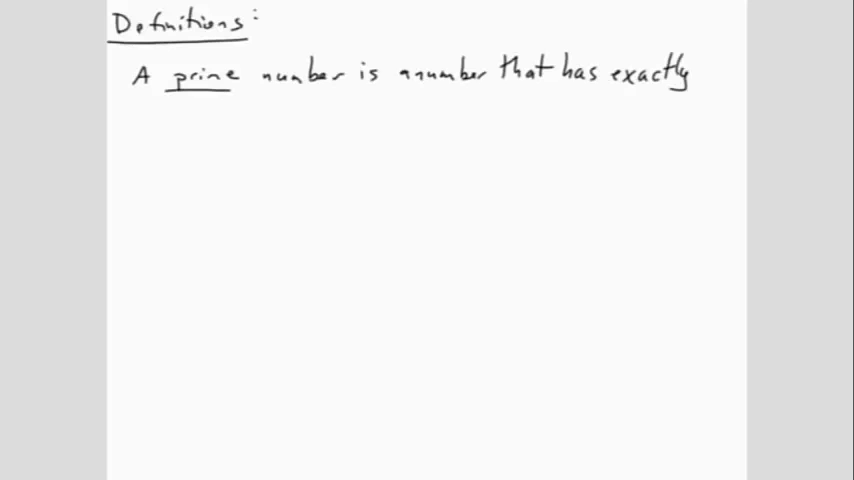 Definitions:
A prime number is a number that has exactly